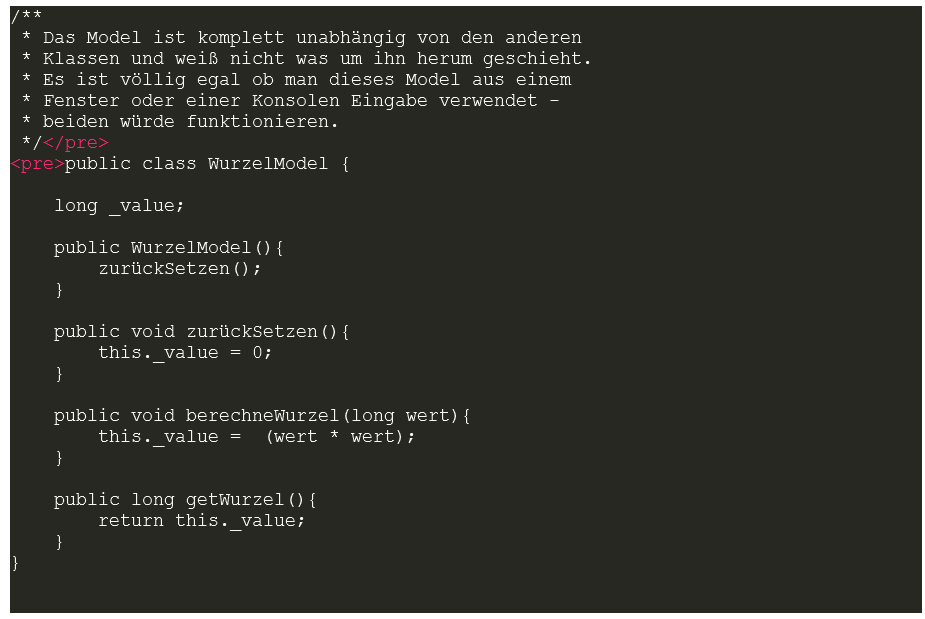 /**
 * Das Model ist komplett unabhängig von den anderen
 * Klassen und weiß nicht was um ihn herum geschieht.
 * Es ist völlig egal ob man dieses Model aus einem
 * Fenster oder einer Konsolen Eingabe verwendet -
 * beiden würde funktionieren.
 */</pre>
<pre>public class WurzelModel {
    long _value;
    public WurzelModel(){
        zurückSetzen();
    }
    public void zurückSetzen(){
        this._value = 0;
    }
    public void berechneWurzel(long wert){
        this._value =  (wert * wert);
    }
    public long getWurzel(){
        return this._value;
    }
}